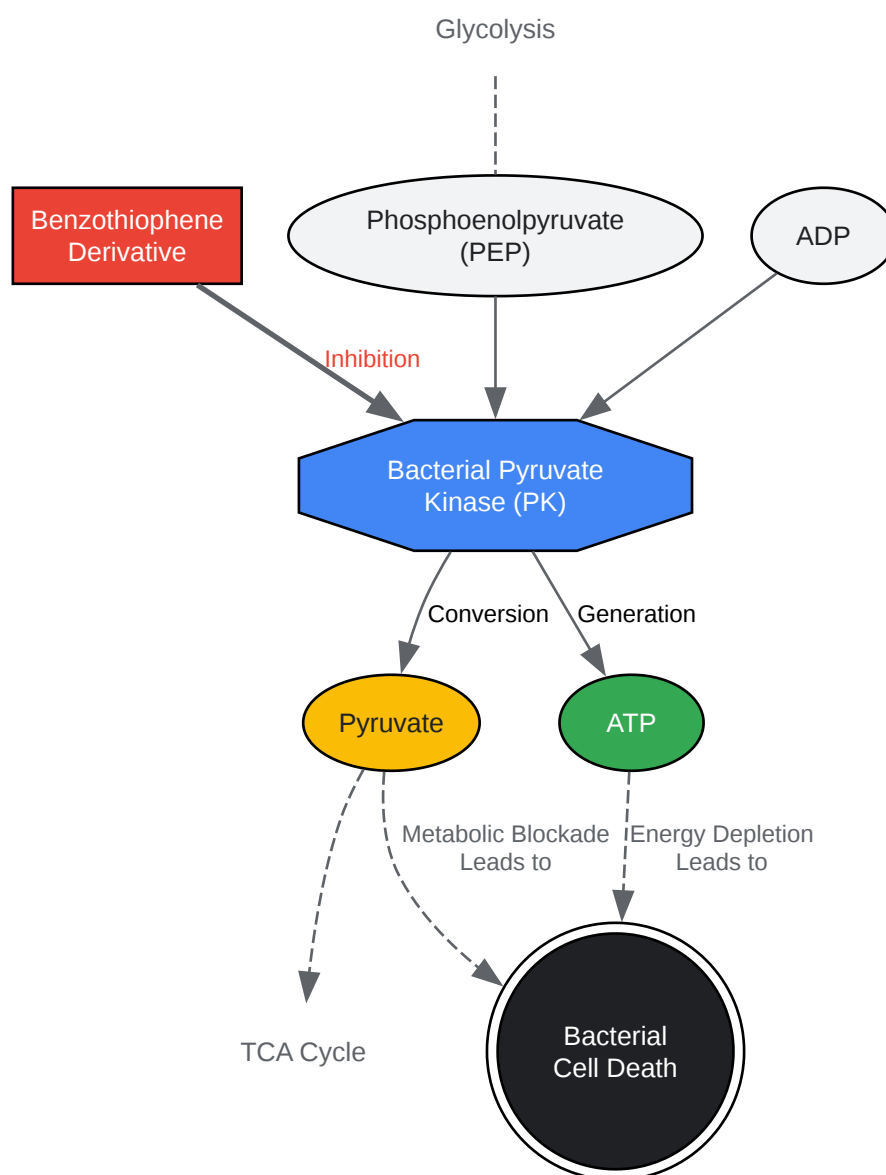 Glycolysis
Benzothiophene
Derivative
Phosphoenolpyruvate
(PEP)
ADP
Inhibition
Bacterial Pyruvate
Kinase (PK)
Conversion
Generation
Pyruvate
ATP
Metabolic Blockade
Leads to
Energy Depletion
Leads to
TCA Cycle
Bacterial
Cell Death